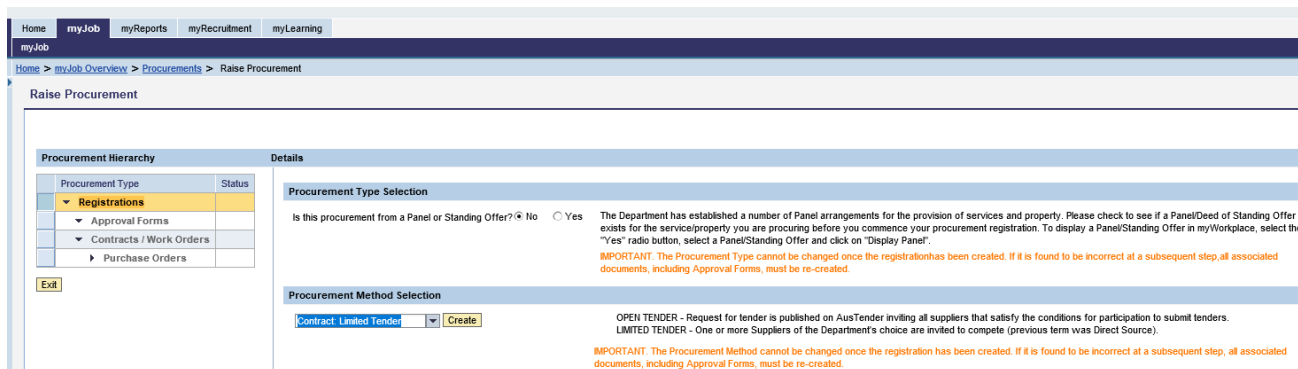 Home myJob myReports myRecruitment myLearning
myJob
Home > myJob Overview > Procurements > Raise Procurement
Raise Procurement
Procurement Hierarchy
Procurement Type Status
Registrations
Approval Forms
Contracts / Work Orders
Purchase Orders
Exit
Details
Procurement Type Selection
Is this procurement from a Panel or Standing Offer? No Yes
The Department has established a number of Panel arrangements for the provision of services and property. Please check to see if a Panel/Deed of Standing Offer
exists for the service/property you are procuring before you commence your procurement registration. To display a Panel/Standing Offer in myWorkplace, select the
"Yes" radio button, select a Panel/Standing Offer and click on "Display Panel".
IMPORTANT. The Procurement Type cannot be changed once the registrationhas been created. If it is found to be incorrect at a subsequent step,all associated
documents, including Approval Forms, must be re-created.
Procurement Method Selection
Contract: Limited Tender Create
OPEN TENDER - Request for tender is published on AusTender inviting all suppliers that satisfy the conditions for participation to submit tenders.
LIMITED TENDER - One or more Suppliers of the Department's choice are invited to compete (previous term was Direct Source).
IMPORTANT. The Procurement Method cannot be changed once the registration has been created. If it is found to be incorrect at a subsequent step, all associated
documents, including Approval Forms, must be re-created.